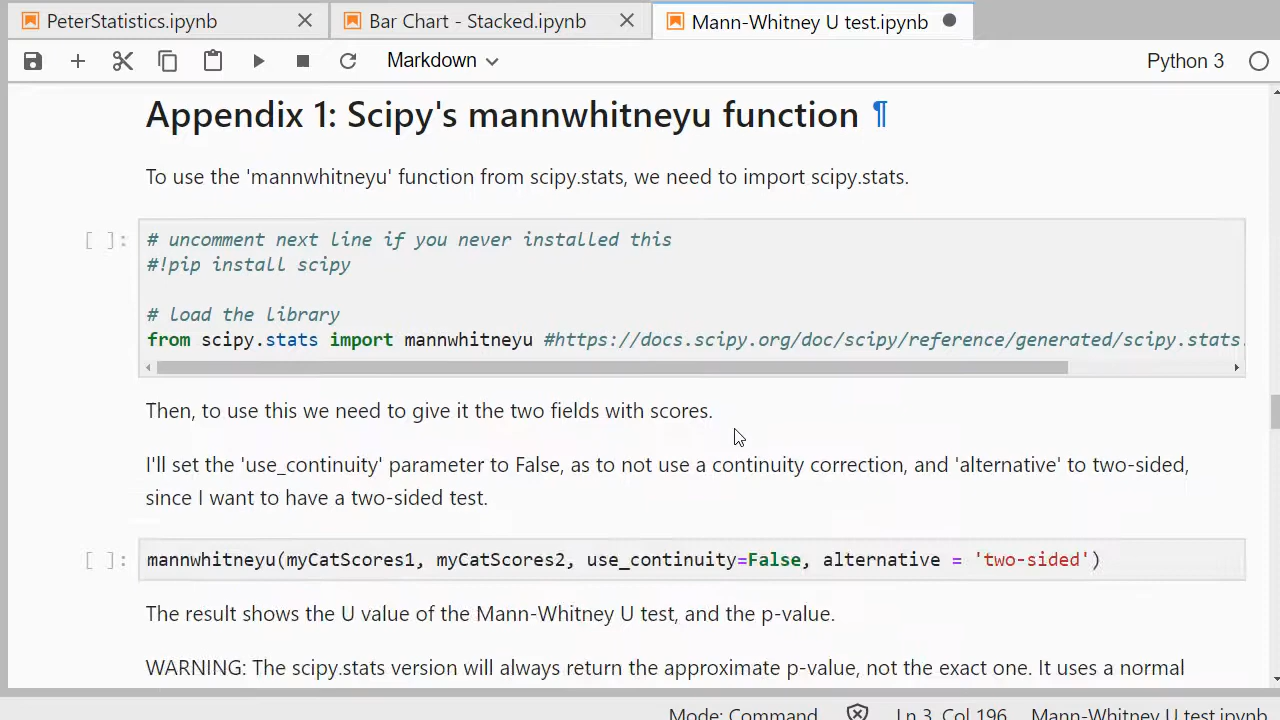 PeterStatistics.ipynb
Bar Chart - Stacked.ipynb
Mann-Whitney U test.ipynb
Markdown
Python 3
Appendix 1: Scipy's mannwhitneyu function ¶
To use the 'mannwhitneyu' function from scipy.stats, we need to import scipy.stats.
[ ]:
# uncomment next line if you never installed this
#!pip install scipy
# load the library
from scipy.stats import mannwhitneyu #https://docs.scipy.org/doc/scipy/reference/generated/scipy.stats.
Then, to use this we need to give it the two fields with scores.
I'll set the 'use_continuity' parameter to False, as to not use a continuity correction, and 'alternative' to two-sided,
since I want to have a two-sided test.
[ ]:
mannwhitneyu(myCatScores1, myCatScores2, use_continuity=False, alternative = 'two-sided')
The result shows the U value of the Mann-Whitney U test, and the p-value.
WARNING: The scipy.stats version will always return the approximate p-value, not the exact one. It uses a normal
Mode: Command
Ln 3, Col 196
Mann-Whitney U test.ipynb